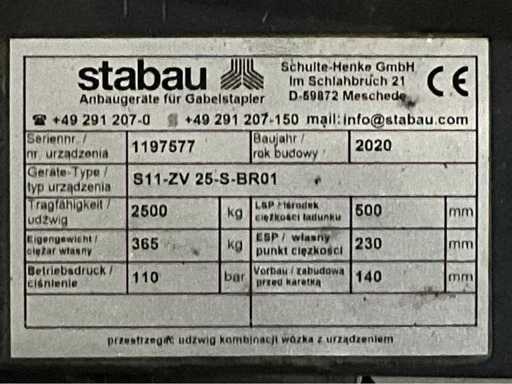 stabau
Anbaugeräte für Gabelstapler
Schulte-Henke GmbH
Im Schlahbruch 21
D-59872 Meschede
CE
☎ +49 291 207-0 +49 291 207-150 mail: info@stabau.com
Seriennr. /
nr. urządzenia
1197577
Baujahr /
rok budowy
2020
Geräte-Type /
typ urządzenia
S11-ZV 25-S-BR01
Tragfähigkeit /
udźwig
2500 kg
LSP / środek
ciężkości ładunku
500 mm
Eigengewicht /
ciężar własny
365 kg
ESP / własny
punkt ciężkości
230 mm
Betriebsdruck /
ciśnienie
110 bar
Vorbau / zabudowa
przed karetką
140 mm
przestrzegać udźwig kombinacji wózka z urządzeniem